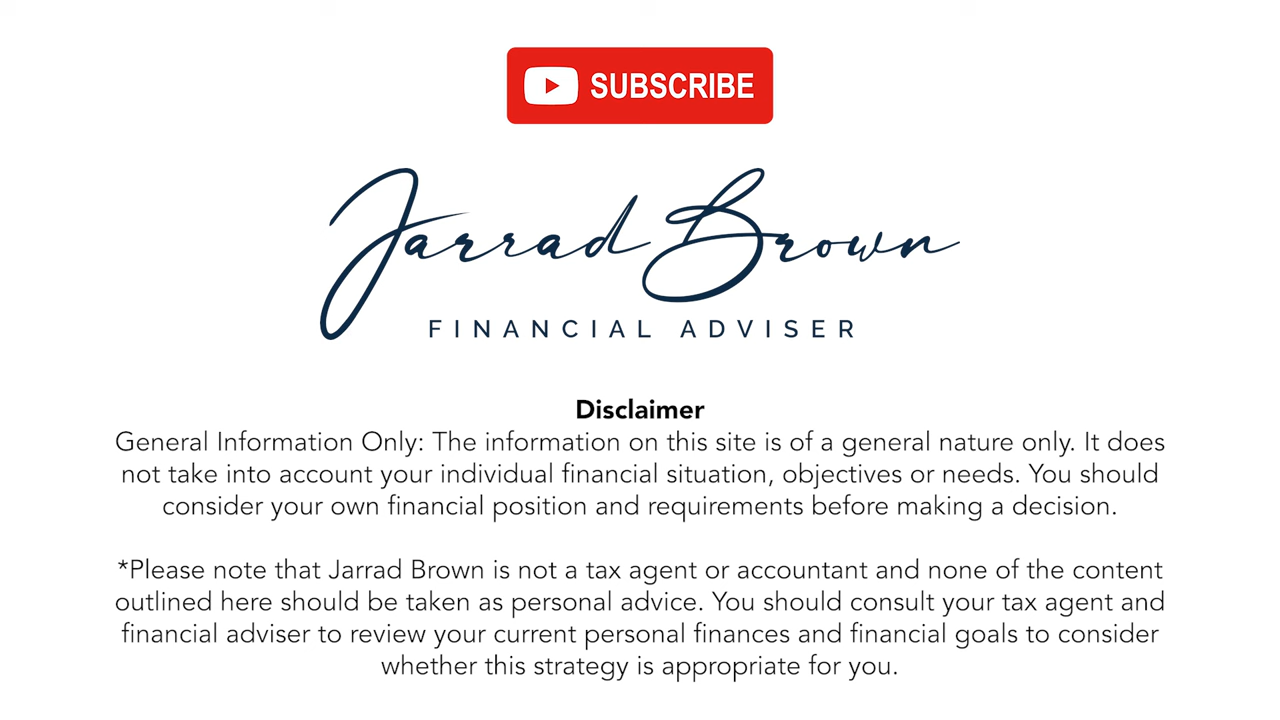 SUBSCRIBE
Jarrad Brown
FINANCIAL ADVISER
Disclaimer
General Information Only: The information on this site is of a general nature only. It does
not take into account your individual financial situation, objectives or needs. You should
consider your own financial position and requirements before making a decision.
*Please note that Jarrad Brown is not a tax agent or accountant and none of the content
outlined here should be taken as personal advice. You should consult your tax agent and
financial adviser to review your current personal finances and financial goals to consider
whether this strategy is appropriate for you.